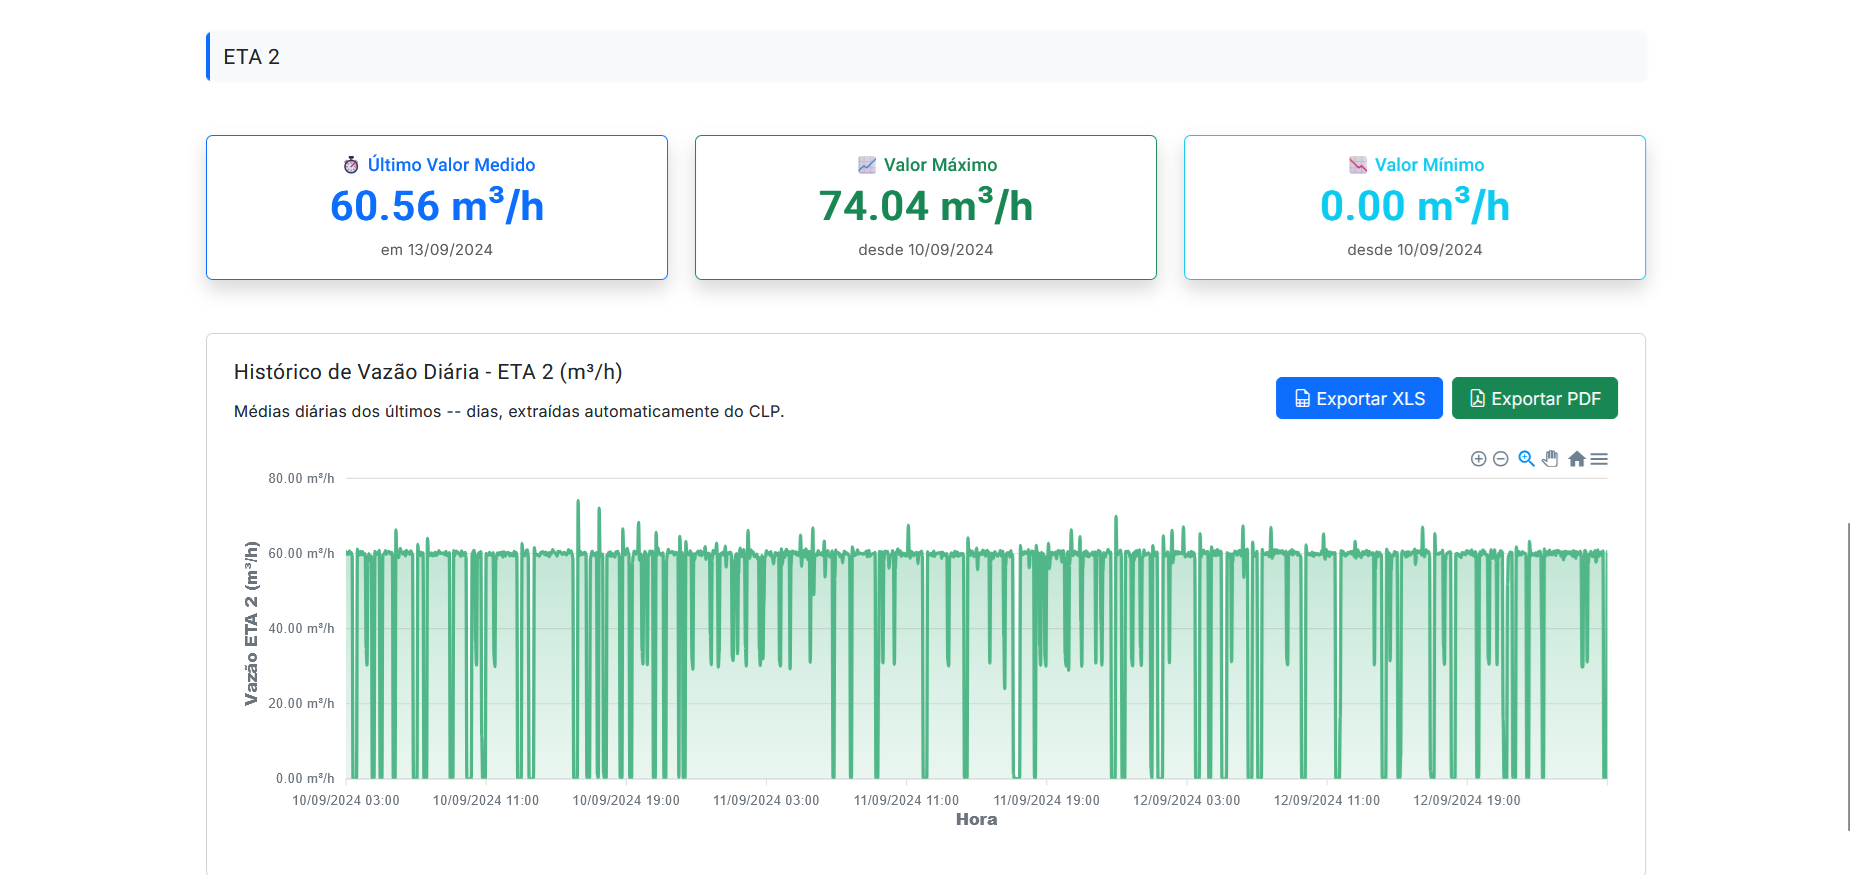 ETA 2
Último Valor Medido
60.56 m³/h
em 13/09/2024
Valor Máximo
74.04 m³/h
desde 10/09/2024
Valor Mínimo
0.00 m³/h
desde 10/09/2024
Histórico de Vazão Diária - ETA 2 (m³/h)
Médias diárias dos últimos -- dias, extraídas automaticamente do CLP.
Exportar XLS
Exportar PDF
80.00 m³/h
60.00 m³/h
40.00 m³/h
20.00 m³/h
0.00 m³/h
Vazão ETA 2 (m³/h)
10/09/2024 03:00
10/09/2024 11:00
10/09/2024 19:00
11/09/2024 03:00
11/09/2024 11:00
11/09/2024 19:00
12/09/2024 03:00
12/09/2024 11:00
12/09/2024 19:00
Hora